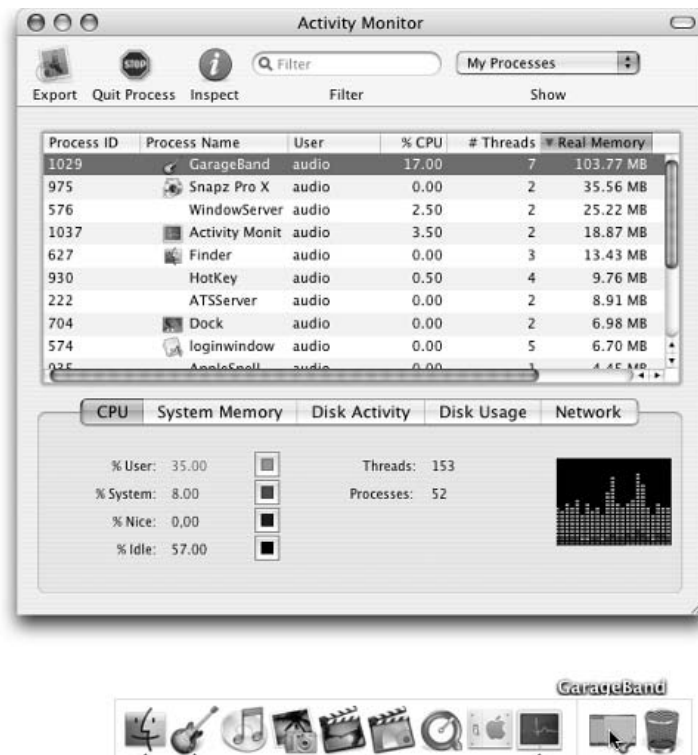 Activity Monitor
Export Quit Process Inspect Filter Filter My Processes Show
Process ID Process Name User % CPU # Threads Real Memory
1029 GarageBand audio 17.00 7 103.77 MB
975 Snapz Pro X audio 0.00 2 35.56 MB
576 WindowServer audio 2.50 2 25.22 MB
1037 Activity Monit audio 3.50 2 18.87 MB
627 Finder audio 0.00 3 13.43 MB
930 HotKey audio 0.50 4 9.76 MB
222 ATSServer audio 0.00 2 8.91 MB
704 Dock audio 0.00 2 6.98 MB
574 loginwindow audio 0.00 5 6.70 MB
CPU System Memory Disk Activity Disk Usage Network
% User: 35.00 Threads: 153
% System: 8.00 Processes: 52
% Nice: 0,00
% Idle: 57.00
GarageBand